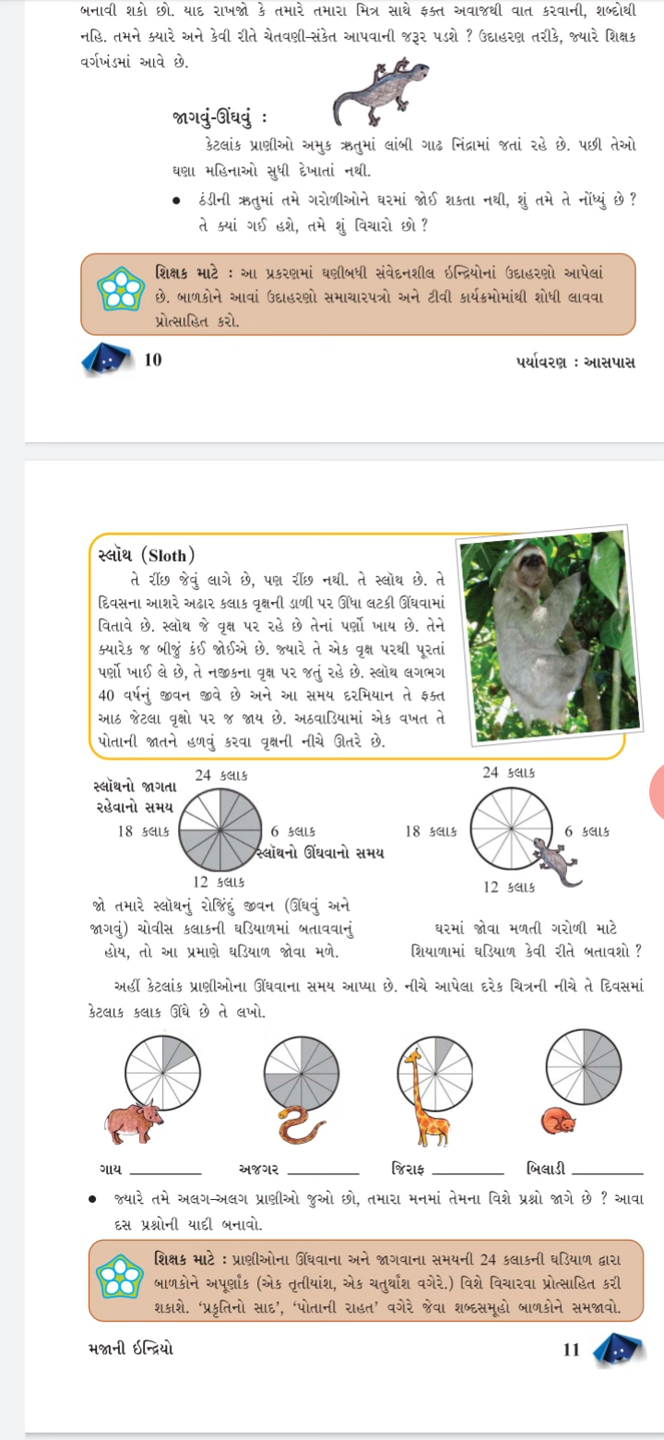 બનાવી શકો છો. યાદ રાખજો કે તમારે તમારા મિત્ર સાથે ફક્ત અવાજથી વાત કરવાની, શબ્દોથી
નહિ. તમને ક્યારે અને કેવી રીતે ચેતવણી-સંકેત આપવાની જરૂર પડશે ? ઉદાહરણ તરીકે, જ્યારે શિક્ષક
વર્ગખંડમાં આવે છે.
જાગવું-ઊંઘવું :
કેટલાંક પ્રાણીઓ અમુક ઋતુમાં લાંબી ગાઢ નિંદ્રામાં જતાં રહે છે. પછી તેઓ
ઘણા મહિનાઓ સુધી દેખાતાં નથી.
● ઠંડીની ઋતુમાં તમે ગરોળીઓને ઘરમાં જોઈ શકતા નથી, શું તમે તે નોંધ્યું છે ?
તે ક્યાં ગઈ હશે, તમે શું વિચારો છો ?
શિક્ષક માટે : આ પ્રકરણમાં ઘણીબધી સંવેદનશીલ ઇન્દ્રિયોનાં ઉદાહરણો આપેલાં
છે. બાળકોને આવાં ઉદાહરણો સમાચારપત્રો અને ટીવી કાર્યક્રમોમાંથી શોધી લાવવા
પ્રોત્સાહિત કરો.
10
પર્યાવરણ : આસપાસ
સ્લૉથ (Sloth)
તે રીંછ જેવું લાગે છે, પણ રીંછ નથી. તે સ્લૉથ છે. તે
દિવસના આશરે અઢાર કલાક વૃક્ષની ડાળી પર ઊંધા લટકી ઊંઘવામાં
વિતાવે છે. સ્લૉથ જે વૃક્ષ પર રહે છે તેનાં પર્ણો ખાય છે. તેને
ક્યારેક જ બીજું કંઈ જોઈએ છે. જ્યારે તે એક વૃક્ષ પરથી પૂરતાં
પર્ણો ખાઈ લે છે, તે નજીકના વૃક્ષ પર જતું રહે છે. સ્લૉથ લગભગ
40 વર્ષનું જીવન જીવે છે અને આ સમય દરમિયાન તે ફક્ત
આઠ જેટલા વૃક્ષો પર જ જાય છે. અઠવાડિયામાં એક વખત તે
પોતાની જાતને હળવું કરવા વૃક્ષની નીચે ઊતરે છે.
સ્લૉથનો જાગતા
રહેવાનો સમય
24 કલાક
18 કલાક
6 કલાક
સ્લૉથનો ઊંઘવાનો સમય
12 કલાક
24 કલાક
18 કલાક
6 કલાક
12 કલાક
જો તમારે સ્લૉથનું રોજિંદું જીવન (ઊંઘવું અને
જાગવું) ચોવીસ કલાકની ઘડિયાળમાં બતાવવાનું
હોય, તો આ પ્રમાણે ઘડિયાળ જોવા મળે.
ઘરમાં જોવા મળતી ગરોળી માટે
શિયાળામાં ઘડિયાળ કેવી રીતે બતાવશો ?
અહીં કેટલાંક પ્રાણીઓના ઊંઘવાના સમય આપ્યા છે. નીચે આપેલા દરેક ચિત્રની નીચે તે દિવસમાં
કેટલાક કલાક ઊંઘે છે તે લખો.
ગાય ________ અજગર ________ જિરાફ ________ બિલાડી ________
● જ્યારે તમે અલગ-અલગ પ્રાણીઓ જુઓ છો, તમારા મનમાં તેમના વિશે પ્રશ્નો જાગે છે ? આવા
દસ પ્રશ્નોની યાદી બનાવો.
શિક્ષક માટે : પ્રાણીઓના ઊંઘવાના અને જાગવાના સમયની 24 કલાકની ઘડિયાળ દ્વારા
બાળકોને અપૂર્ણાંક (એક તૃતીયાંશ, એક ચતુર્થાંશ વગેરે.) વિશે વિચારવા પ્રોત્સાહિત કરી
શકાશે. ‘પ્રકૃતિનો સાદ’, ‘પોતાની રાહત’ વગેરે જેવા શબ્દસમૂહો બાળકોને સમજાવો.
મજાની ઇન્દ્રિયો
11